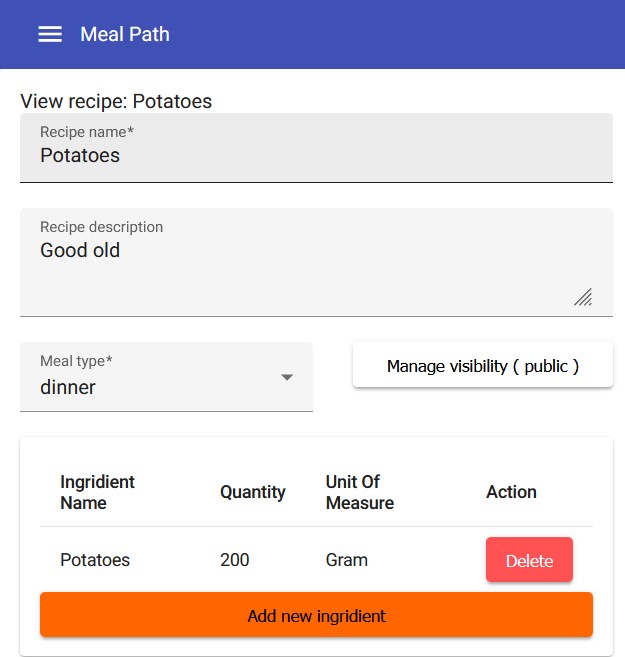 Meal Path
View recipe: Potatoes
Recipe name*
Potatoes
Recipe description
Good old
Meal type*
dinner
Manage visibility ( public )
Ingridient Quantity Unit Of Action
Name Measure
Potatoes 200 Gram Delete
Add new ingridient